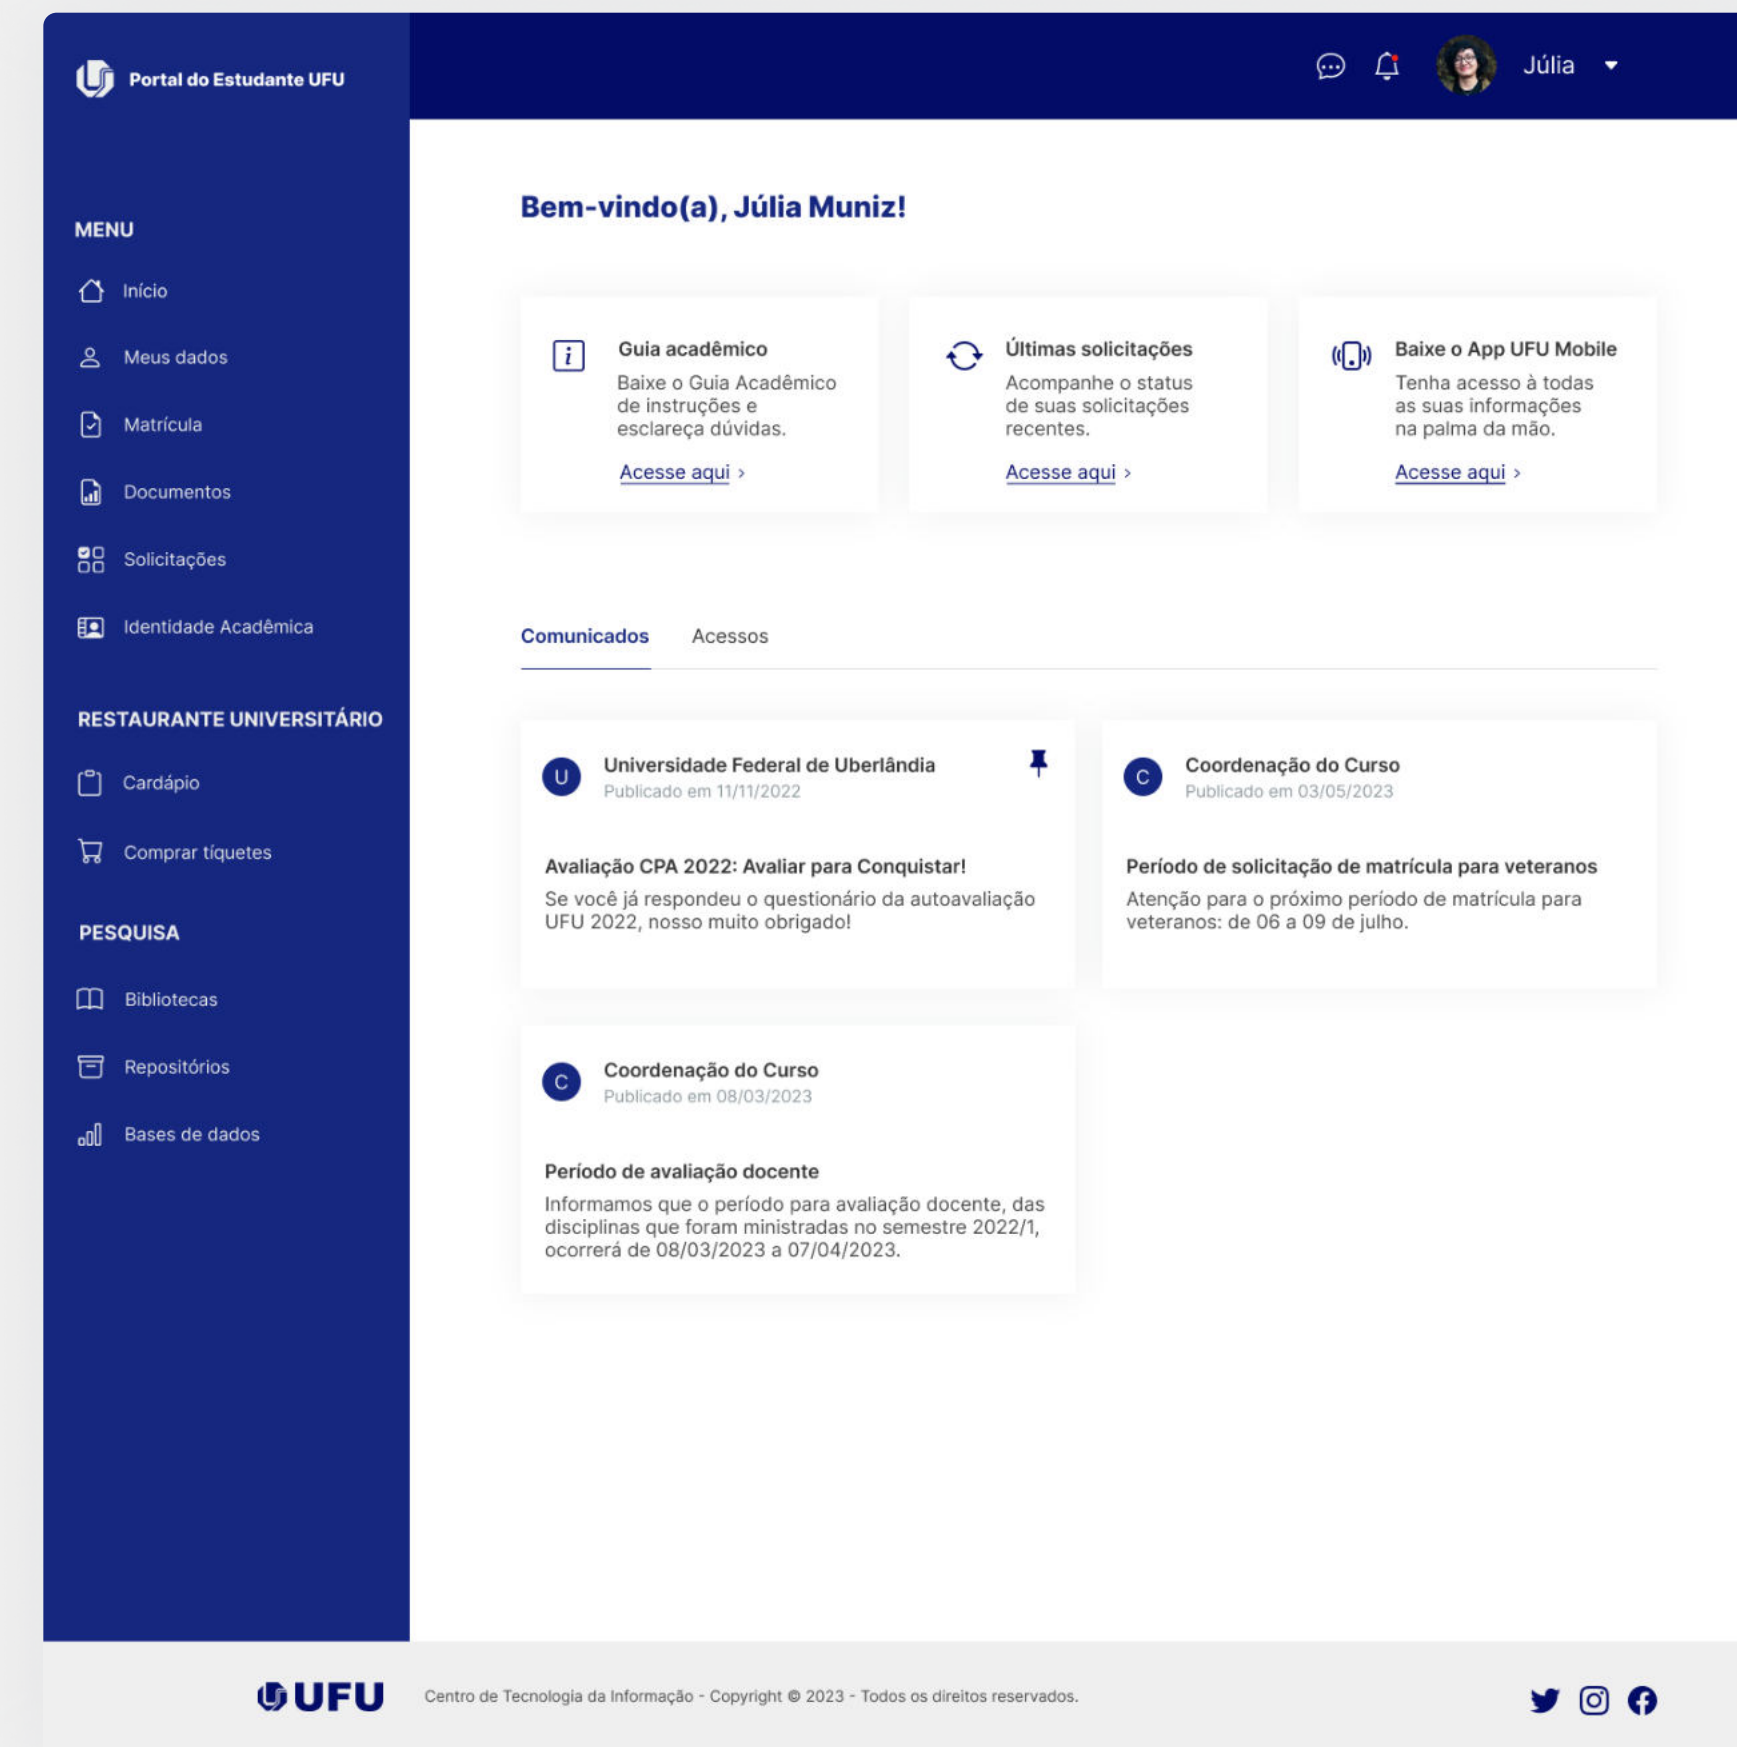 Portal do Estudante UFU
Júlia
MENU
Início
Meus dados
Matrícula
Documentos
Solicitações
Identidade Acadêmica
RESTAURANTE UNIVERSITÁRIO
Cardápio
Comprar tíquetes
PESQUISA
Bibliotecas
Repositórios
Bases de dados
Bem-vindo(a), Júlia Muniz!
i
Guia acadêmico
Baixe o Guia Acadêmico
de instruções e
esclareça dúvidas.
Acesse aqui >
Últimas solicitações
Acompanhe o status
de suas solicitações
recentes.
Acesse aqui >
Baixe o App UFU Mobile
Tenha acesso à todas
as suas informações
na palma da mão.
Acesse aqui >
Comunicados Acessos
U
Universidade Federal de Uberlândia
Publicado em 11/11/2022
Avaliação CPA 2022: Avaliar para Conquistar!
Se você já respondeu o questionário da autoavaliação
UFU 2022, nosso muito obrigado!
C
Coordenação do Curso
Publicado em 03/05/2023
Período de solicitação de matrícula para veteranos
Atenção para o próximo período de matrícula para
veteranos: de 06 a 09 de julho.
C
Coordenação do Curso
Publicado em 08/03/2023
Período de avaliação docente
Informamos que o período para avaliação docente, das
disciplinas que foram ministradas no semestre 2022/1,
ocorrerá de 08/03/2023 a 07/04/2023.
UFU
Centro de Tecnologia da Informação - Copyright © 2023 - Todos os direitos reservados.